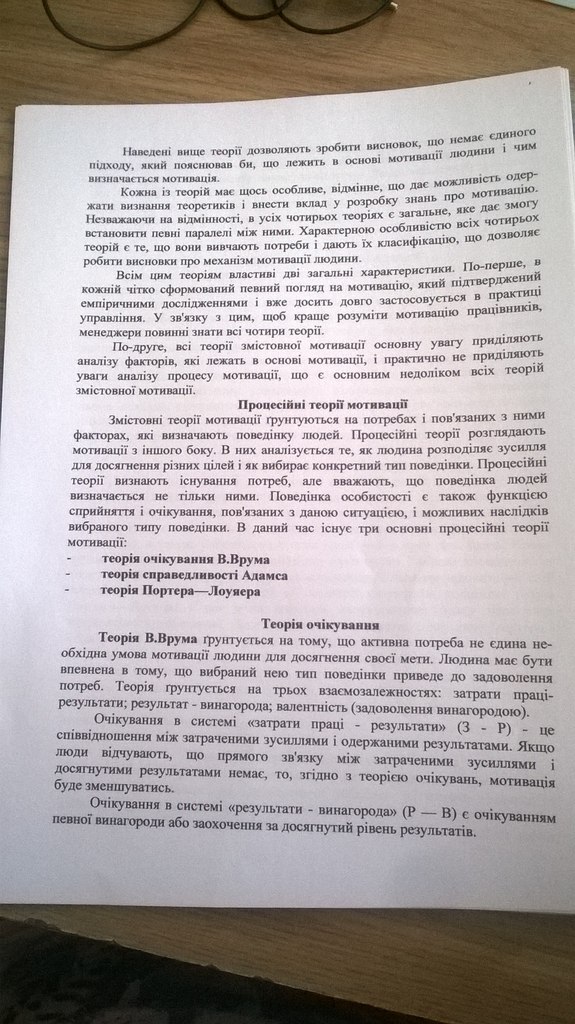 Наведені вище теорії дозволяють зробити висновок, що немає єдиного
підходу, який пояснював би, що лежить в основі мотивації людини і чим
визначається мотивація.
Кожна із теорій має щось особливе, відмінне, що дає можливість одер-
жати визнання теоретиків і внести вклад у розробку знань про мотивацію.
Незважаючи на відмінності, в усіх чотирьох теоріях є загальне, яке дає змогу
встановити певні паралелі між ними. Характерною особливістю всіх чотирьох
теорій є те, що вони вивчають потреби і дають їх класифікацію, що дозволяє
робити висновки про механізм мотивації людини.
Всім цим теоріям властиві дві загальні характеристики. По-перше, в
кожній чітко сформований певний погляд на мотивацію, який підтверджений
емпіричними дослідженнями і вже досить довго застосовується в практиці
управління. У зв'язку з цим, щоб краще розуміти мотивацію працівників,
менеджери повинні знати всі чотири теорії.
По-друге, всі теорії змістовної мотивації основну увагу приділяють
аналізу факторів, які лежать в основі мотивації, і практично не приділяють
уваги аналізу процесу мотивації, що є основним недоліком всіх теорій
змістовної мотивації.
Процесійні теорії мотивації
Змістовні теорії мотивації ґрунтуються на потребах і пов'язаних з ними
факторах, які визначають поведінку людей. Процесійні теорії розглядають
мотивації з іншого боку. В них аналізується те, як людина розподіляє зусилля
для досягнення різних цілей і як вибирає конкретний тип поведінки. Процесійні
теорії визнають існування потреб, але вважають, що поведінка людей
визначається не тільки ними. Поведінка особистості є також функцією
сприйняття і очікування, пов'язаних з даною ситуацією, і можливих наслідків
вибраного типу поведінки. В даний час існує три основні процесійні теорії
мотивації:
- теорія очікування В.Врума
- теорія справедливості Адамса
- теорія Портера—Лоуяера
Теорія очікування
Теорія В.Врума ґрунтується на тому, що активна потреба не єдина не-
обхідна умова мотивації людини для досягнення своєї мети. Людина має бути
впевнена в тому, що вибраний нею тип поведінки приведе до задоволення
потреб. Теорія ґрунтується на трьох взаємозалежностях: затрати праці-
результати; результат - винагорода; валентність (задоволення винагородою).
Очікування в системі «затрати праці - результати» (З - Р) - це
співвідношення між затраченими зусиллями і одержаними результатами. Якщо
люди відчувають, що прямого зв'язку між затраченими зусиллями і
досягнутими результатами немає, то, згідно з теорією очікувань, мотивація
буде зменшуватись.
Очікування в системі «результати - винагорода» (Р — В) є очікуванням
певної винагороди або заохочення за досягнутий рівень результатів.